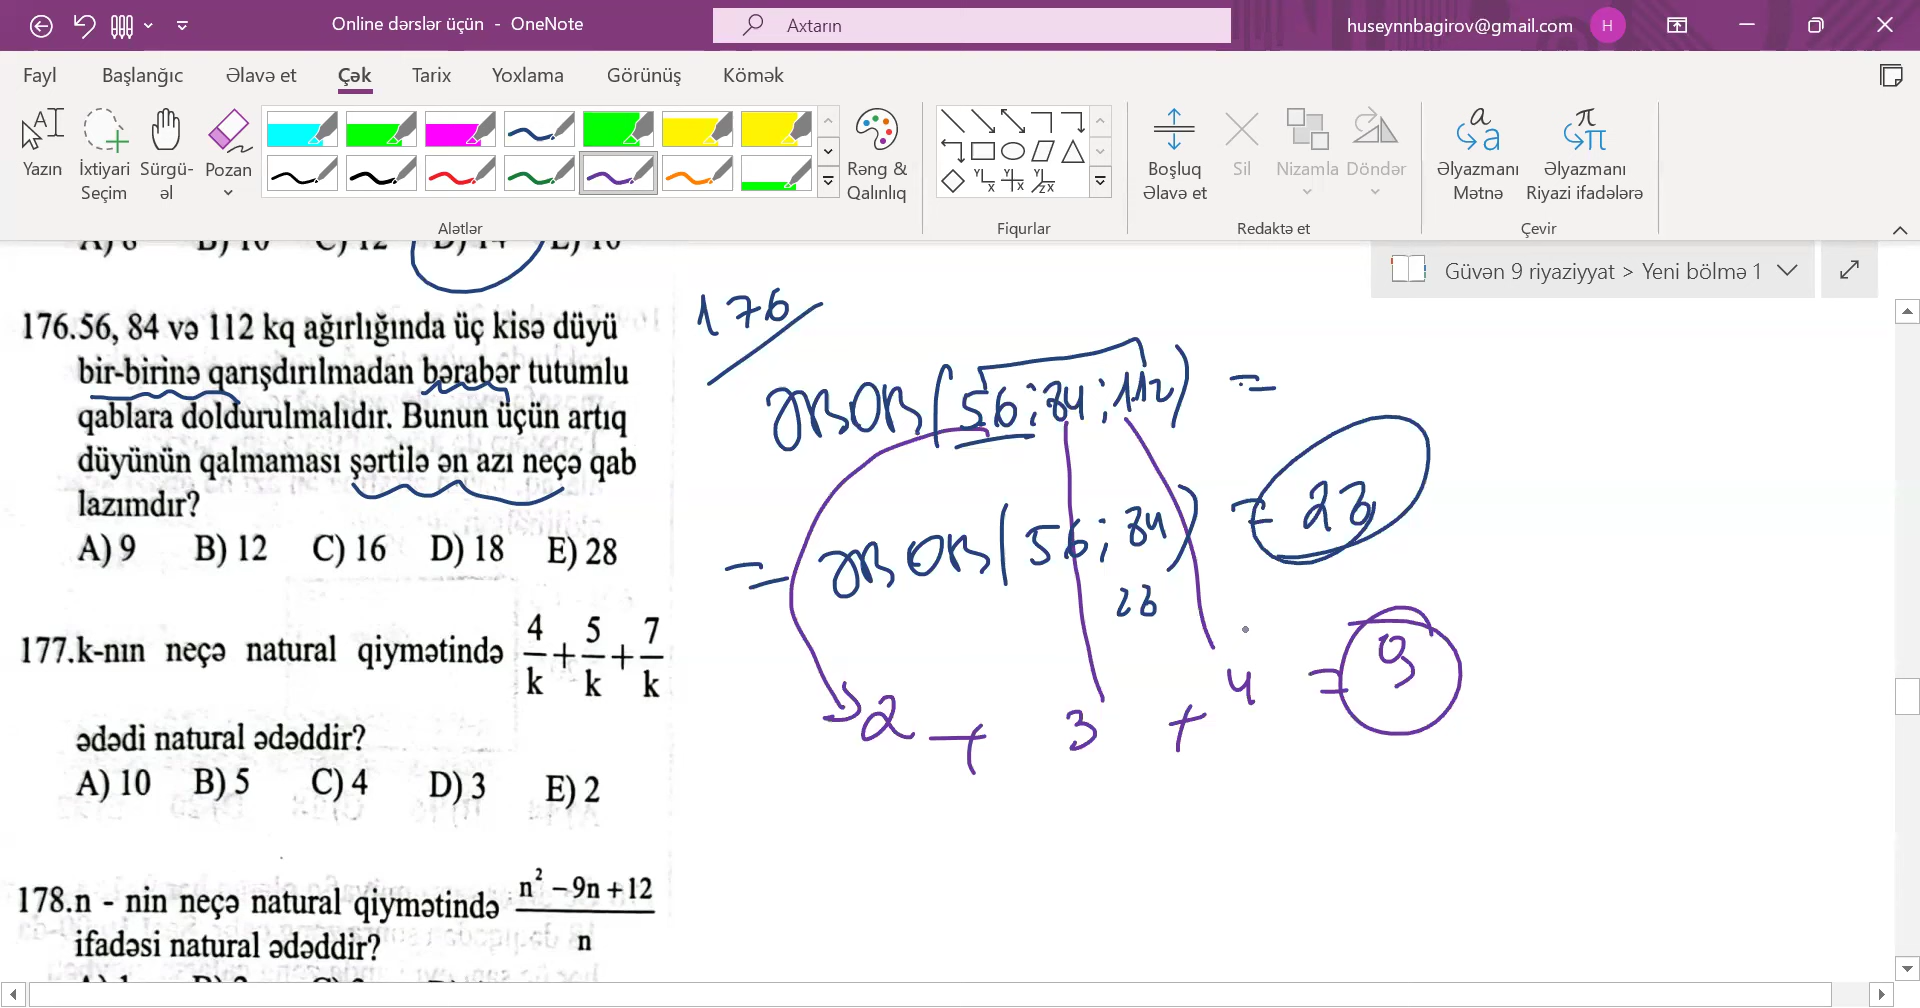 Online dərslər üçün - OneNote
Axtarın
huseynnbagirov@gmail.com
H
Fayl Başlanğıc Əlavə et Çək Tarix Yoxlama Görünüş Kömək
Yazın
İxtiyari Seçim
Sürgü-əl
Pozan
Rəng & Qalınlıq
Boşluq Əlavə et
Sil
Nizamla
Döndər
Əlyazmanı Mətnə
Əlyazmanı Riyazi ifadələrə
Alətlər Fiqurlar Redaktə et Çevir
Güvən 9 riyaziyyat > Yeni bölmə 1
A) 8 B) 10 C) 12 D) 14 E) 16
176.56, 84 və 112 kq ağırlığında üç kisə düyü
bir-birinə qarışdırılmadan bərabər tutumlu
qablara doldurulmalıdır. Bunun üçün artıq
düyünün qalmaması şərtilə ən azı neçə qab
lazımdır?
A) 9 B) 12 C) 16 D) 18 E) 28
177.k-nın neçə natural qiymətində 4/k + 5/k + 7/k
ədədi natural ədəddir?
A) 10 B) 5 C) 4 D) 3 E) 2
178.n - nin neçə natural qiymətində (n² − 9n + 12)/n
ifadəsi natural ədəddir?
176
ƏBOB(56;84;112) =
= ƏBOB(56;84) = 28
28
2 + 3 + 4 = 9